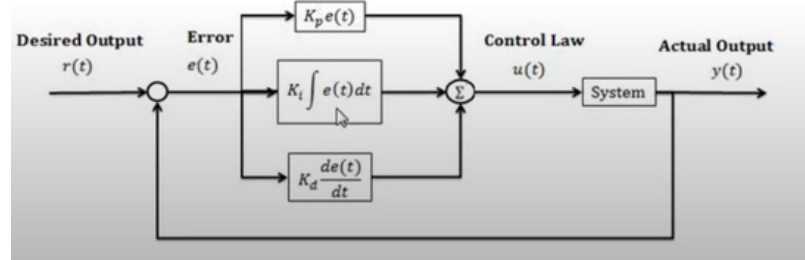 K_p e(t)
Desired Output
r(t)
Error
e(t)
Control Law
u(t)
Actual Output
y(t)
K_i ∫ e(t)dt
Σ
System
K_d de(t)/dt